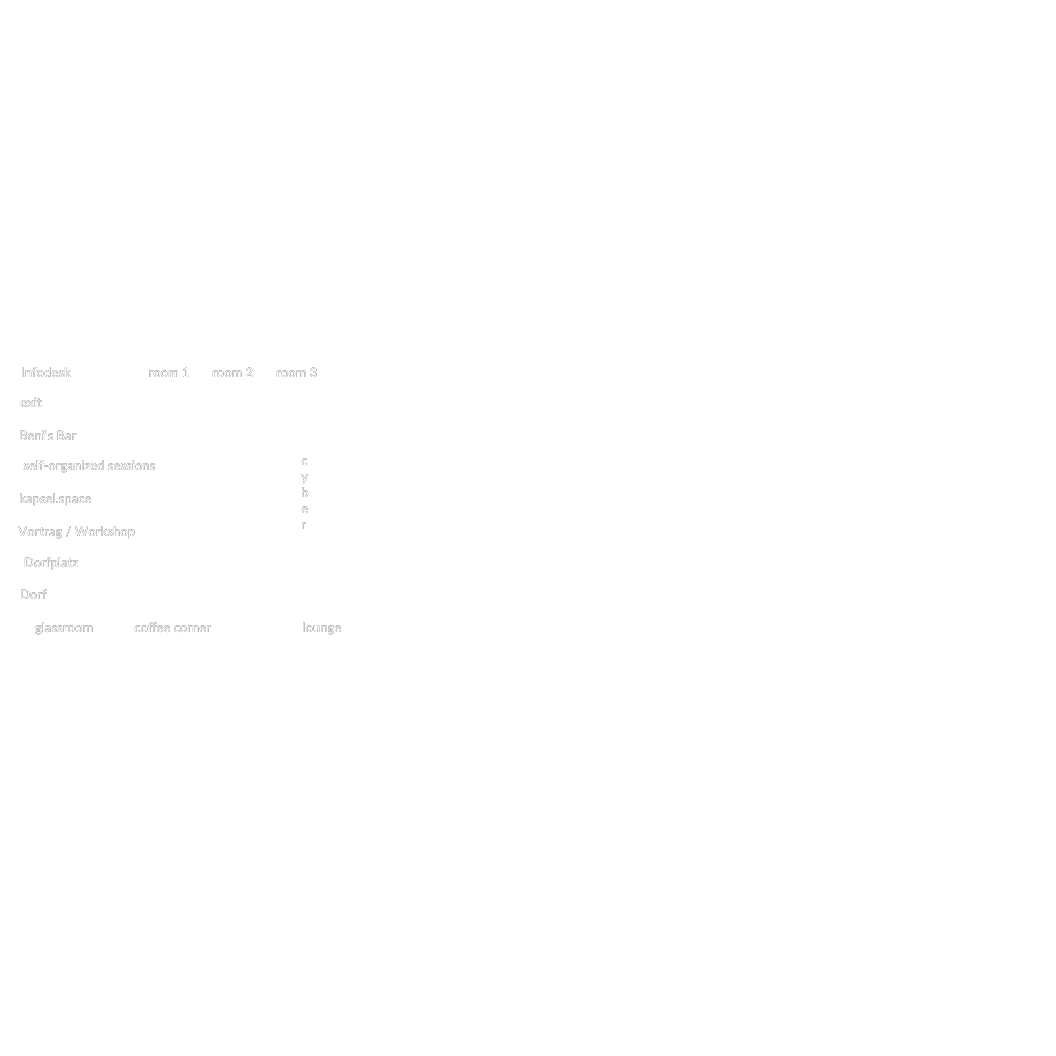 Infodesk room 1 room 2 room 3
exit
Beni's Bar
self-organized sessions
kapsel.space
Vortrag / Workshop
Dorfplatz
Dorf
c
y
b
e
r
glassroom coffee corner lounge